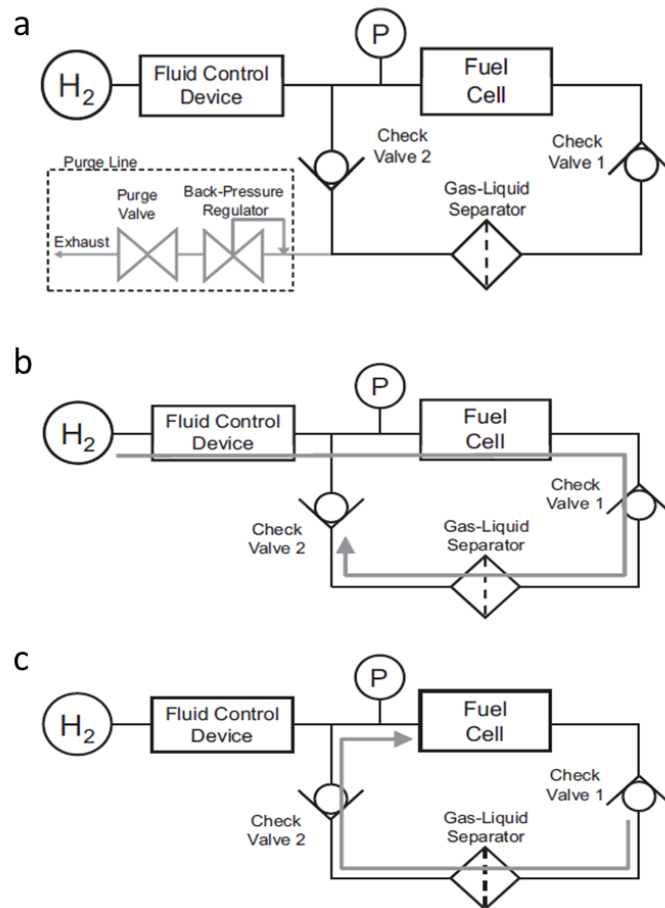 a
H2
Fluid Control
Device
P
Fuel
Cell
Check
Valve 2
Check
Valve 1
Purge Line
Purge
Valve
Back-Pressure
Regulator
Gas-Liquid
Separator
Exhaust
b
H2
Fluid Control
Device
P
Fuel
Cell
Check
Valve 1
Check
Valve 2
Gas-Liquid
Separator
c
H2
Fluid Control
Device
P
Fuel
Cell
Check
Valve 1
Check
Valve 2
Gas-Liquid
Separator